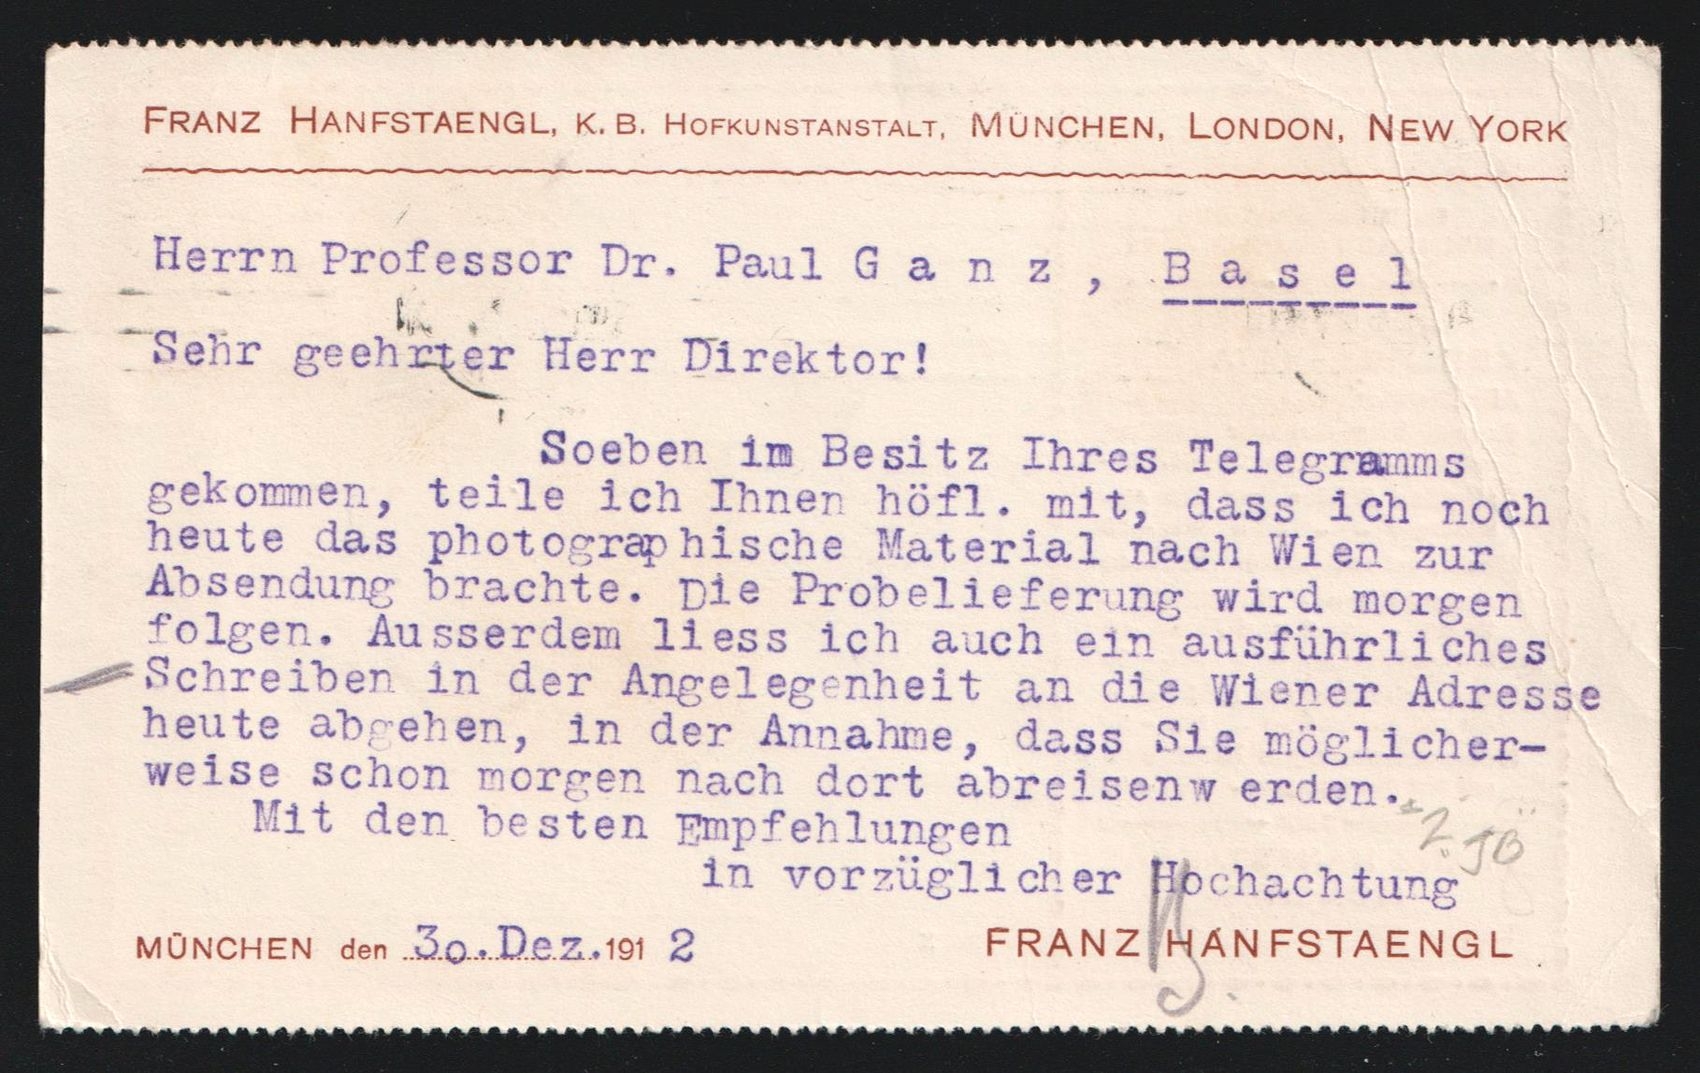 FRANZ HANFSTAENGL, K. B. HOFKUNSTANSTALT, MÜNCHEN, LONDON, NEW YORK
Herrn Professor Dr. Paul G a n z , B a s e l
Sehr geehrter Herr Direktor!
Soeben im Besitz Ihres Telegramms
gekommen, teile ich Ihnen höfl. mit, dass ich noch
heute das photographische Material nach Wien zur
Absendung brachte. Die Probelieferung wird morgen
folgen. Ausserdem liess ich auch ein ausführliches
Schreiben in der Angelegenheit an die Wiener Adresse
heute abgehen, in der Annahme, dass Sie möglicher-
weise schon morgen nach dort abreisenw erden.
Mit den besten Empfehlungen
in vorzüglicher Hochachtung
MÜNCHEN den 30.Dez.191 2 FRANZ HANFSTAENGL